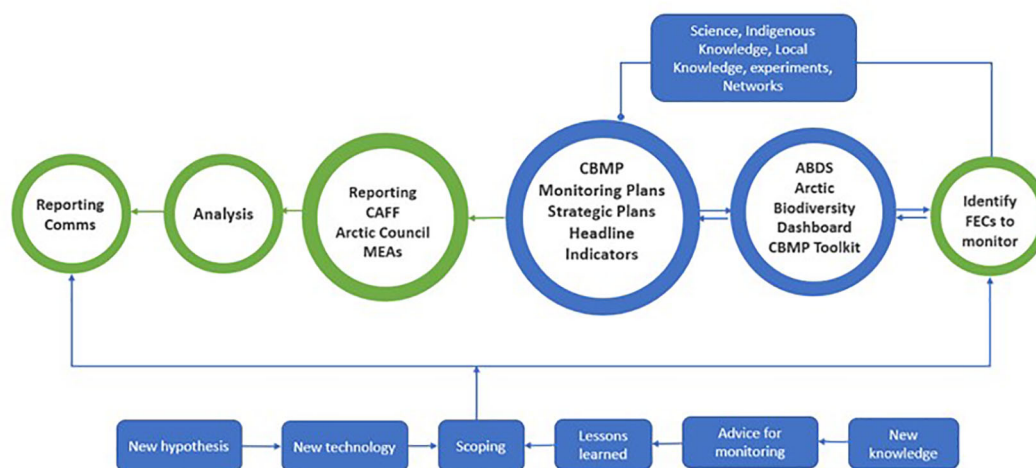 Science, Indigenous
Knowledge, Local
Knowledge, experiments,
Networks
Reporting
Comms
Analysis
Reporting
CAFF
Arctic Council
MEAs
CBMP
Monitoring Plans
Strategic Plans
Headline
Indicators
ABDS
Arctic
Biodiversity
Dashboard
CBMP Toolkit
Identify
FECs to
monitor
New hypothesis
New technology
Scoping
Lessons
learned
Advice for
monitoring
New
knowledge